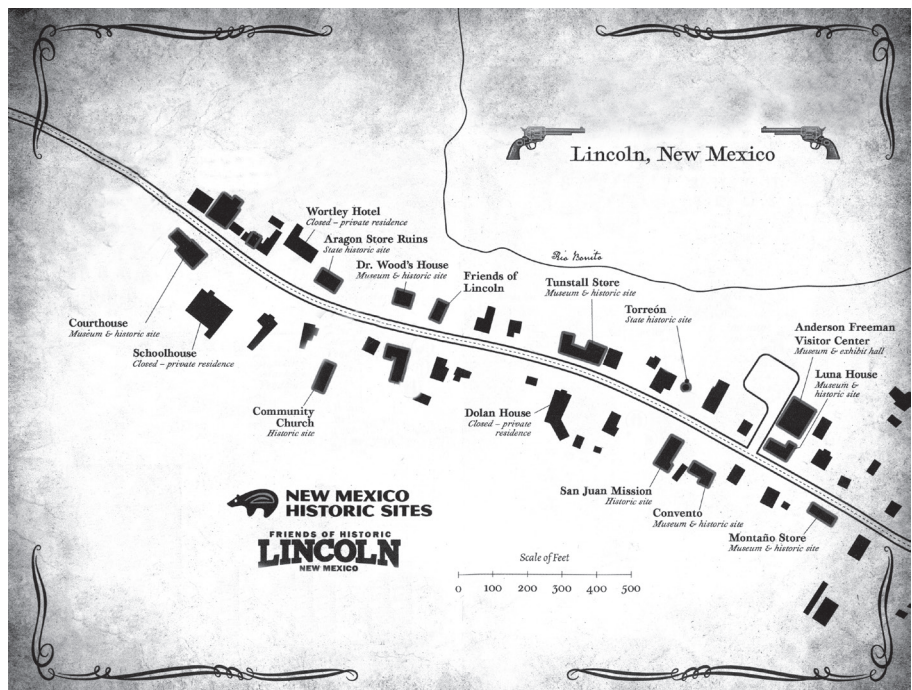 Lincoln, New Mexico
Wortley Hotel
Closed – private residence
Aragon Store Ruins
State historic site
Dr. Wood's House
Museum & historic site
Friends of
Lincoln
Rio Bonito
Tunstall Store
Museum & historic site
Torreón
State historic site
Anderson Freeman
Visitor Center
Museum & exhibit hall
Luna House
Museum &
historic site
Courthouse
Museum & historic site
Schoolhouse
Closed – private residence
Community
Church
Historic site
Dolan House
Closed – private
residence
San Juan Mission
Historic site
Convento
Museum & historic site
Montaño Store
Museum & historic site
NEW MEXICO
HISTORIC SITES
FRIENDS OF HISTORIC
LINCOLN
NEW MEXICO
Scale of Feet
0 100 200 300 400 500